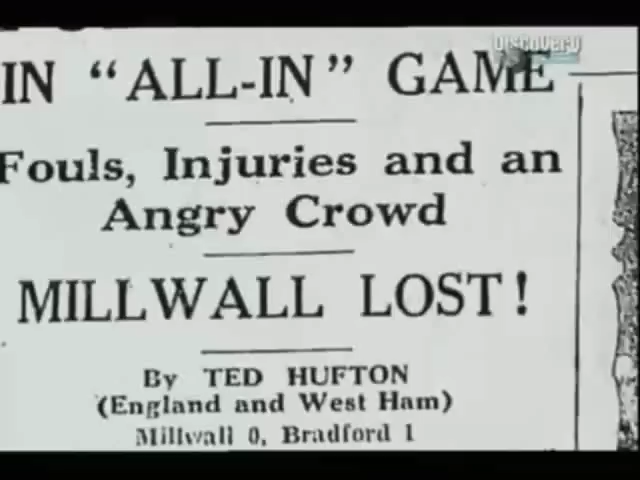 DISCOVERY
IN “ALL-IN” GAME
Fouls, Injuries and an
Angry Crowd
MILLWALL LOST!
By TED HUFTON
(England and West Ham)
Millwall 0, Bradford 1